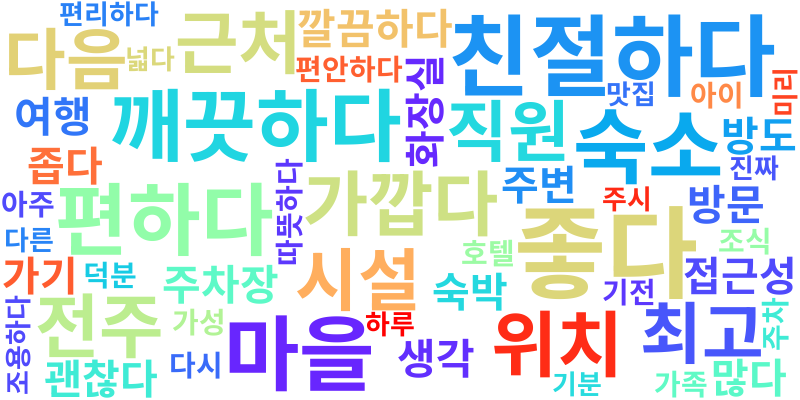 편리하다
다음
넓다
근처
깔끔하다
편안하다
친절하다
화장실
맛집
아이
미리
여행
깨끗하다
직원
숙소
방도
진짜
좁다
편하다
따뜻하다
가깝다
주변
주시
방문
아주
다른
좋다
호텔
조식
가기
덕분
주차장
시설
숙박
기전
접근성
조용하다
전주
가성
마을
하루
생각
위치
최고
주차
괜찮다
다시
기분
가족
많다